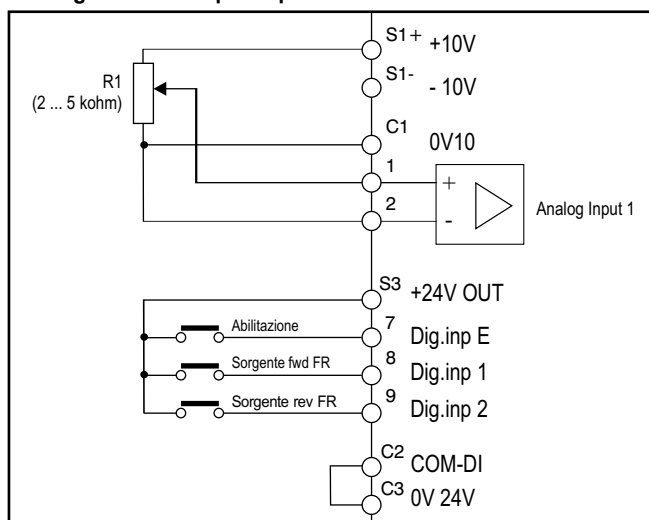 S1+ +10V
S1- - 10V
R1
(2 ... 5 kohm)
C1 0V10
1
+
2
-
Analog Input 1
S3 +24V OUT
Abilitazione 7 Dig.inp E
Sorgente fwd FR 8 Dig.inp 1
Sorgente rev FR 9 Dig.inp 2
C2 COM-DI
C3 0V 24V